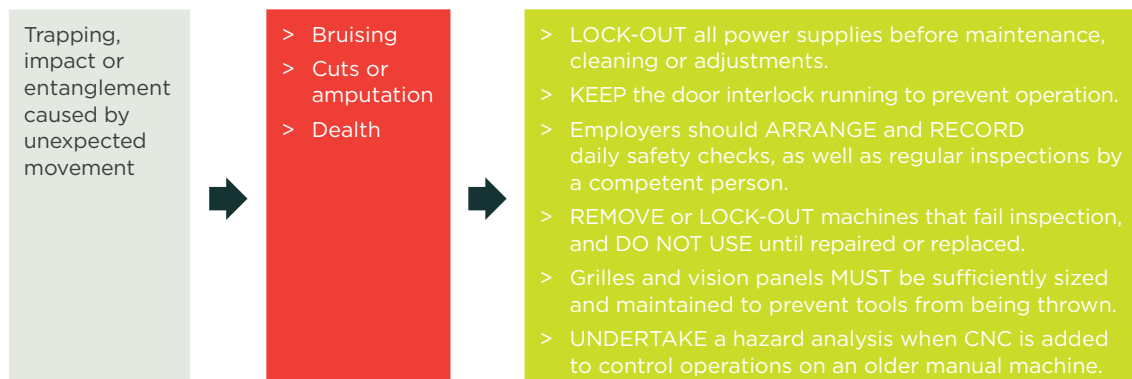 Trapping,
impact or
entanglement
caused by
unexpected
movement
> Bruising
> Cuts or
amputation
> Dealth
> LOCK-OUT all power supplies before maintenance,
cleaning or adjustments.
> KEEP the door interlock running to prevent operation.
> Employers should ARRANGE and RECORD
daily safety checks, as well as regular inspections by
a competent person.
> REMOVE or LOCK-OUT machines that fail inspection,
and DO NOT USE until repaired or replaced.
> Grilles and vision panels MUST be sufficiently sized
and maintained to prevent tools from being thrown.
> UNDERTAKE a hazard analysis when CNC is added
to control operations on an older manual machine.